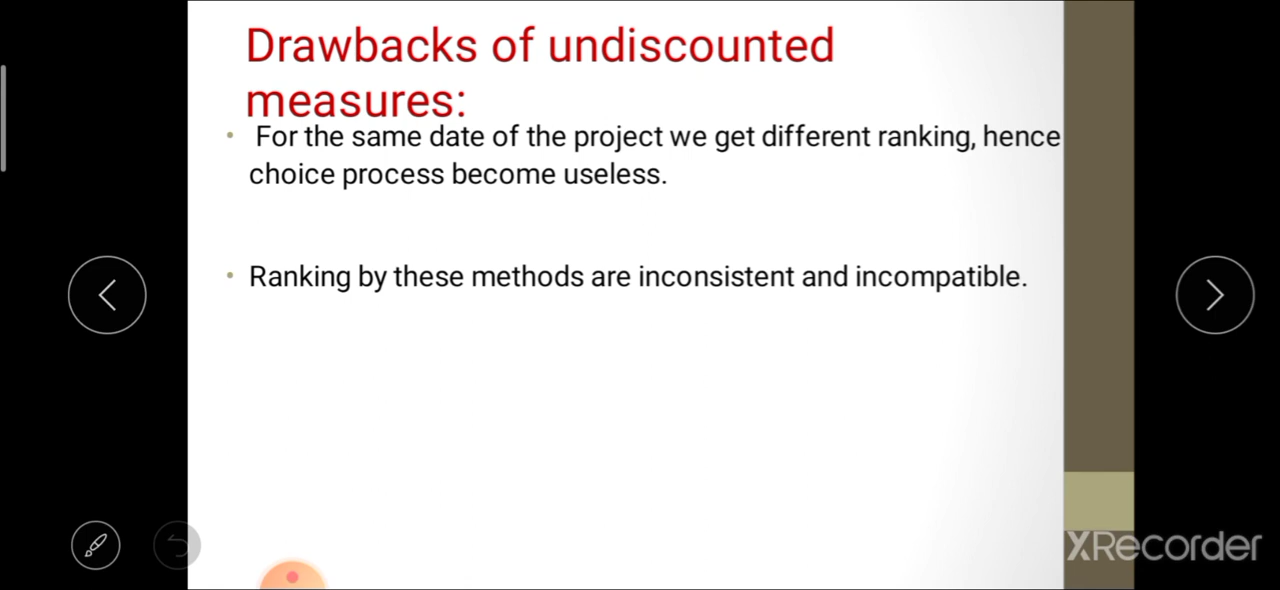 Drawbacks of undiscounted
measures:
• For the same date of the project we get different ranking, hence
choice process become useless.
• Ranking by these methods are inconsistent and incompatible.
XRecorder